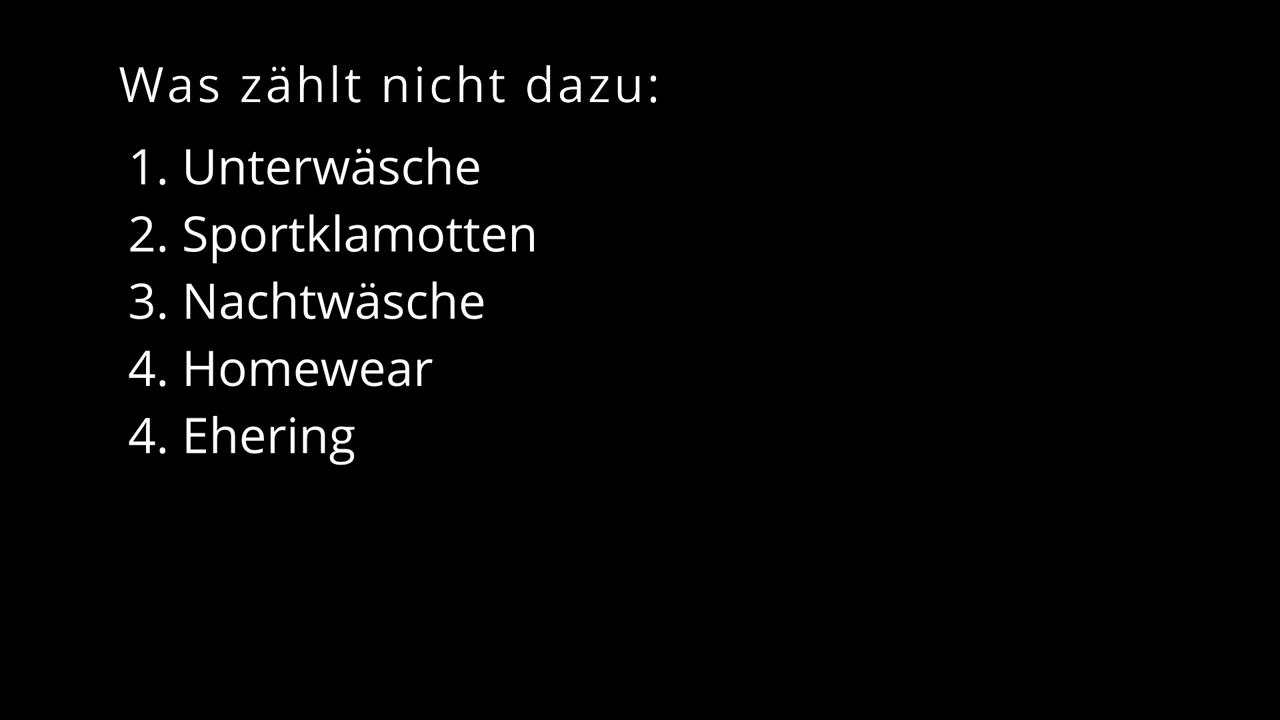 Was zählt nicht dazu:
1. Unterwäsche
2. Sportklamotten
3. Nachtwäsche
4. Homewear
4. Ehering